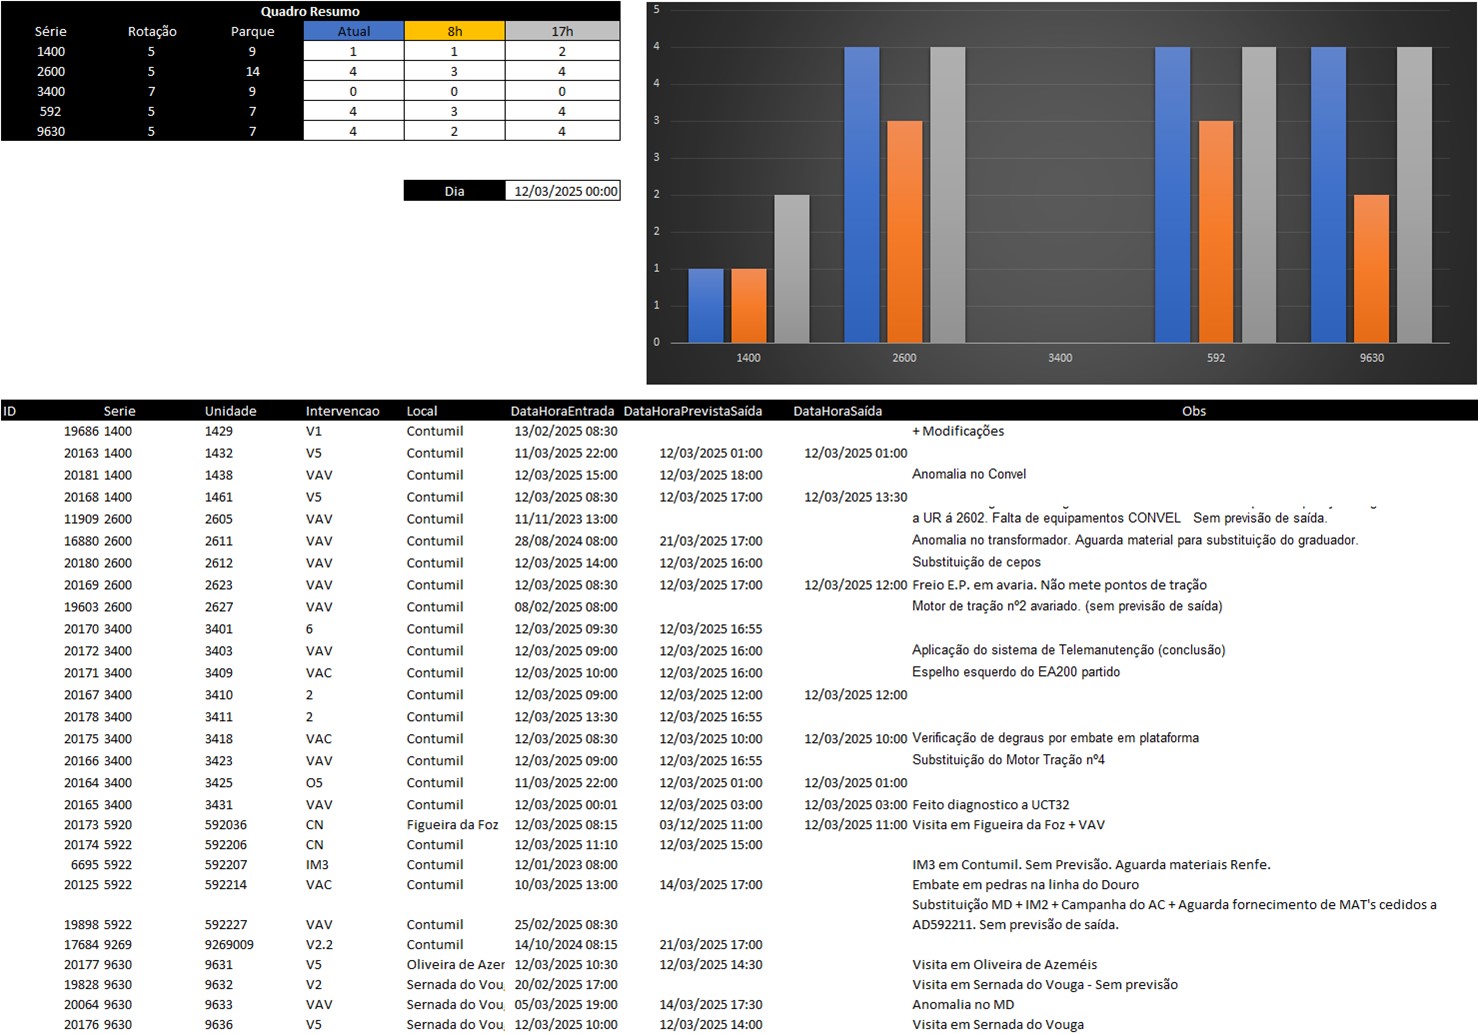 Quadro Resumo
Série Rotação Parque Atual 8h 17h
1400 5 9 1 1 2
2600 5 14 4 3 4
3400 7 9 0 0 0
592 5 7 4 3 4
9630 5 7 4 2 4
Dia 12/03/2025 00:00
5
4
4
3
3
2
2
1
1
0
1400 2600 3400 592 9630
ID Serie Unidade Intervencao Local DataHoraEntrada DataHoraPrevistaSaída DataHoraSaída Obs
19686 1400 1429 V1 Contumil 13/02/2025 08:30 + Modificações
20163 1400 1432 V5 Contumil 11/03/2025 22:00 12/03/2025 01:00 12/03/2025 01:00
20181 1400 1438 VAV Contumil 12/03/2025 15:00 12/03/2025 18:00 Anomalia no Convel
20168 1400 1461 V5 Contumil 12/03/2025 08:30 12/03/2025 17:00 12/03/2025 13:30
11909 2600 2605 VAV Contumil 11/11/2023 13:00 a UR á 2602. Falta de equipamentos CONVEL Sem previsão de saída.
16880 2600 2611 VAV Contumil 28/08/2024 08:00 21/03/2025 17:00 Anomalia no transformador. Aguarda material para substituição do graduador.
20180 2600 2612 VAV Contumil 12/03/2025 14:00 12/03/2025 16:00 Substituição de cepos
20169 2600 2623 VAV Contumil 12/03/2025 08:30 12/03/2025 17:00 12/03/2025 12:00 Freio E.P. em avaria. Não mete pontos de tração
19603 2600 2627 VAV Contumil 08/02/2025 08:00 Motor de tração nº2 avariado. (sem previsão de saída)
20170 3400 3401 6 Contumil 12/03/2025 09:30 12/03/2025 16:55
20172 3400 3403 VAV Contumil 12/03/2025 09:00 12/03/2025 16:00 Aplicação do sistema de Telemanutenção (conclusão)
20171 3400 3409 VAC Contumil 12/03/2025 10:00 12/03/2025 16:00 Espelho esquerdo do EA200 partido
20167 3400 3410 2 Contumil 12/03/2025 09:00 12/03/2025 12:00 12/03/2025 12:00
20178 3400 3411 2 Contumil 12/03/2025 13:30 12/03/2025 16:55
20175 3400 3418 VAC Contumil 12/03/2025 08:30 12/03/2025 10:00 12/03/2025 10:00 Verificação de degraus por embate em plataforma
20166 3400 3423 VAV Contumil 12/03/2025 09:00 12/03/2025 16:55 Substituição do Motor Tração nº4
20164 3400 3425 O5 Contumil 11/03/2025 22:00 12/03/2025 01:00 12/03/2025 01:00
20165 3400 3431 VAV Contumil 12/03/2025 00:01 12/03/2025 03:00 12/03/2025 03:00 Feito diagnostico a UCT32
20173 5920 592036 CN Figueira da Foz 12/03/2025 08:15 03/12/2025 11:00 12/03/2025 11:00 Visita em Figueira da Foz + VAV
20174 5922 592206 CN Contumil 12/03/2025 11:10 12/03/2025 15:00
6695 5922 592207 IM3 Contumil 12/01/2023 08:00 IM3 em Contumil. Sem Previsão. Aguarda materiais Renfe.
20125 5922 592214 VAC Contumil 10/03/2025 13:00 14/03/2025 17:00 Embate em pedras na linha do Douro
Substituição MD + IM2 + Campanha do AC + Aguarda fornecimento de MAT's cedidos a
19898 5922 592227 VAV Contumil 25/02/2025 08:30 AD592211. Sem previsão de saída.
17684 9269 9269009 V2.2 Contumil 14/10/2024 08:15 21/03/2025 17:00
20177 9630 9631 V5 Oliveira de Azer 12/03/2025 10:30 12/03/2025 14:30 Visita em Oliveira de Azeméis
19828 9630 9632 V2 Sernada do Vou 20/02/2025 17:00 Visita em Sernada do Vouga - Sem previsão
20064 9630 9633 VAV Sernada do Vou 05/03/2025 19:00 14/03/2025 17:30 Anomalia no MD
20176 9630 9636 V5 Sernada do Vou 12/03/2025 10:00 12/03/2025 14:00 Visita em Sernada do Vouga